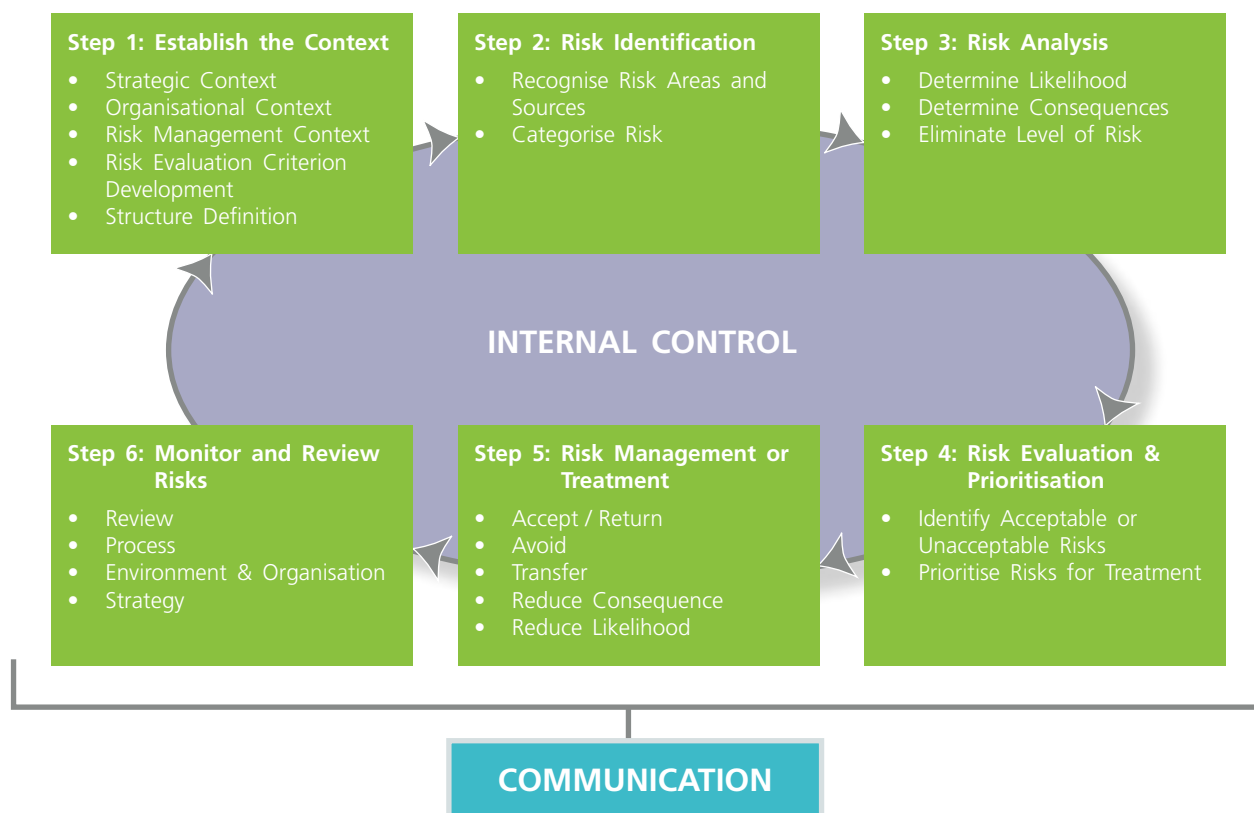 Step 1: Establish the Context
• Strategic Context
• Organisational Context
• Risk Management Context
• Risk Evaluation Criterion
Development
• Structure Definition
Step 2: Risk Identification
• Recognise Risk Areas and
Sources
• Categorise Risk
Step 3: Risk Analysis
• Determine Likelihood
• Determine Consequences
• Eliminate Level of Risk
INTERNAL CONTROL
Step 6: Monitor and Review
Risks
• Review
• Process
• Environment & Organisation
• Strategy
Step 5: Risk Management or
Treatment
• Accept / Return
• Avoid
• Transfer
• Reduce Consequence
• Reduce Likelihood
Step 4: Risk Evaluation &
Prioritisation
• Identify Acceptable or
Unacceptable Risks
• Prioritise Risks for Treatment
COMMUNICATION